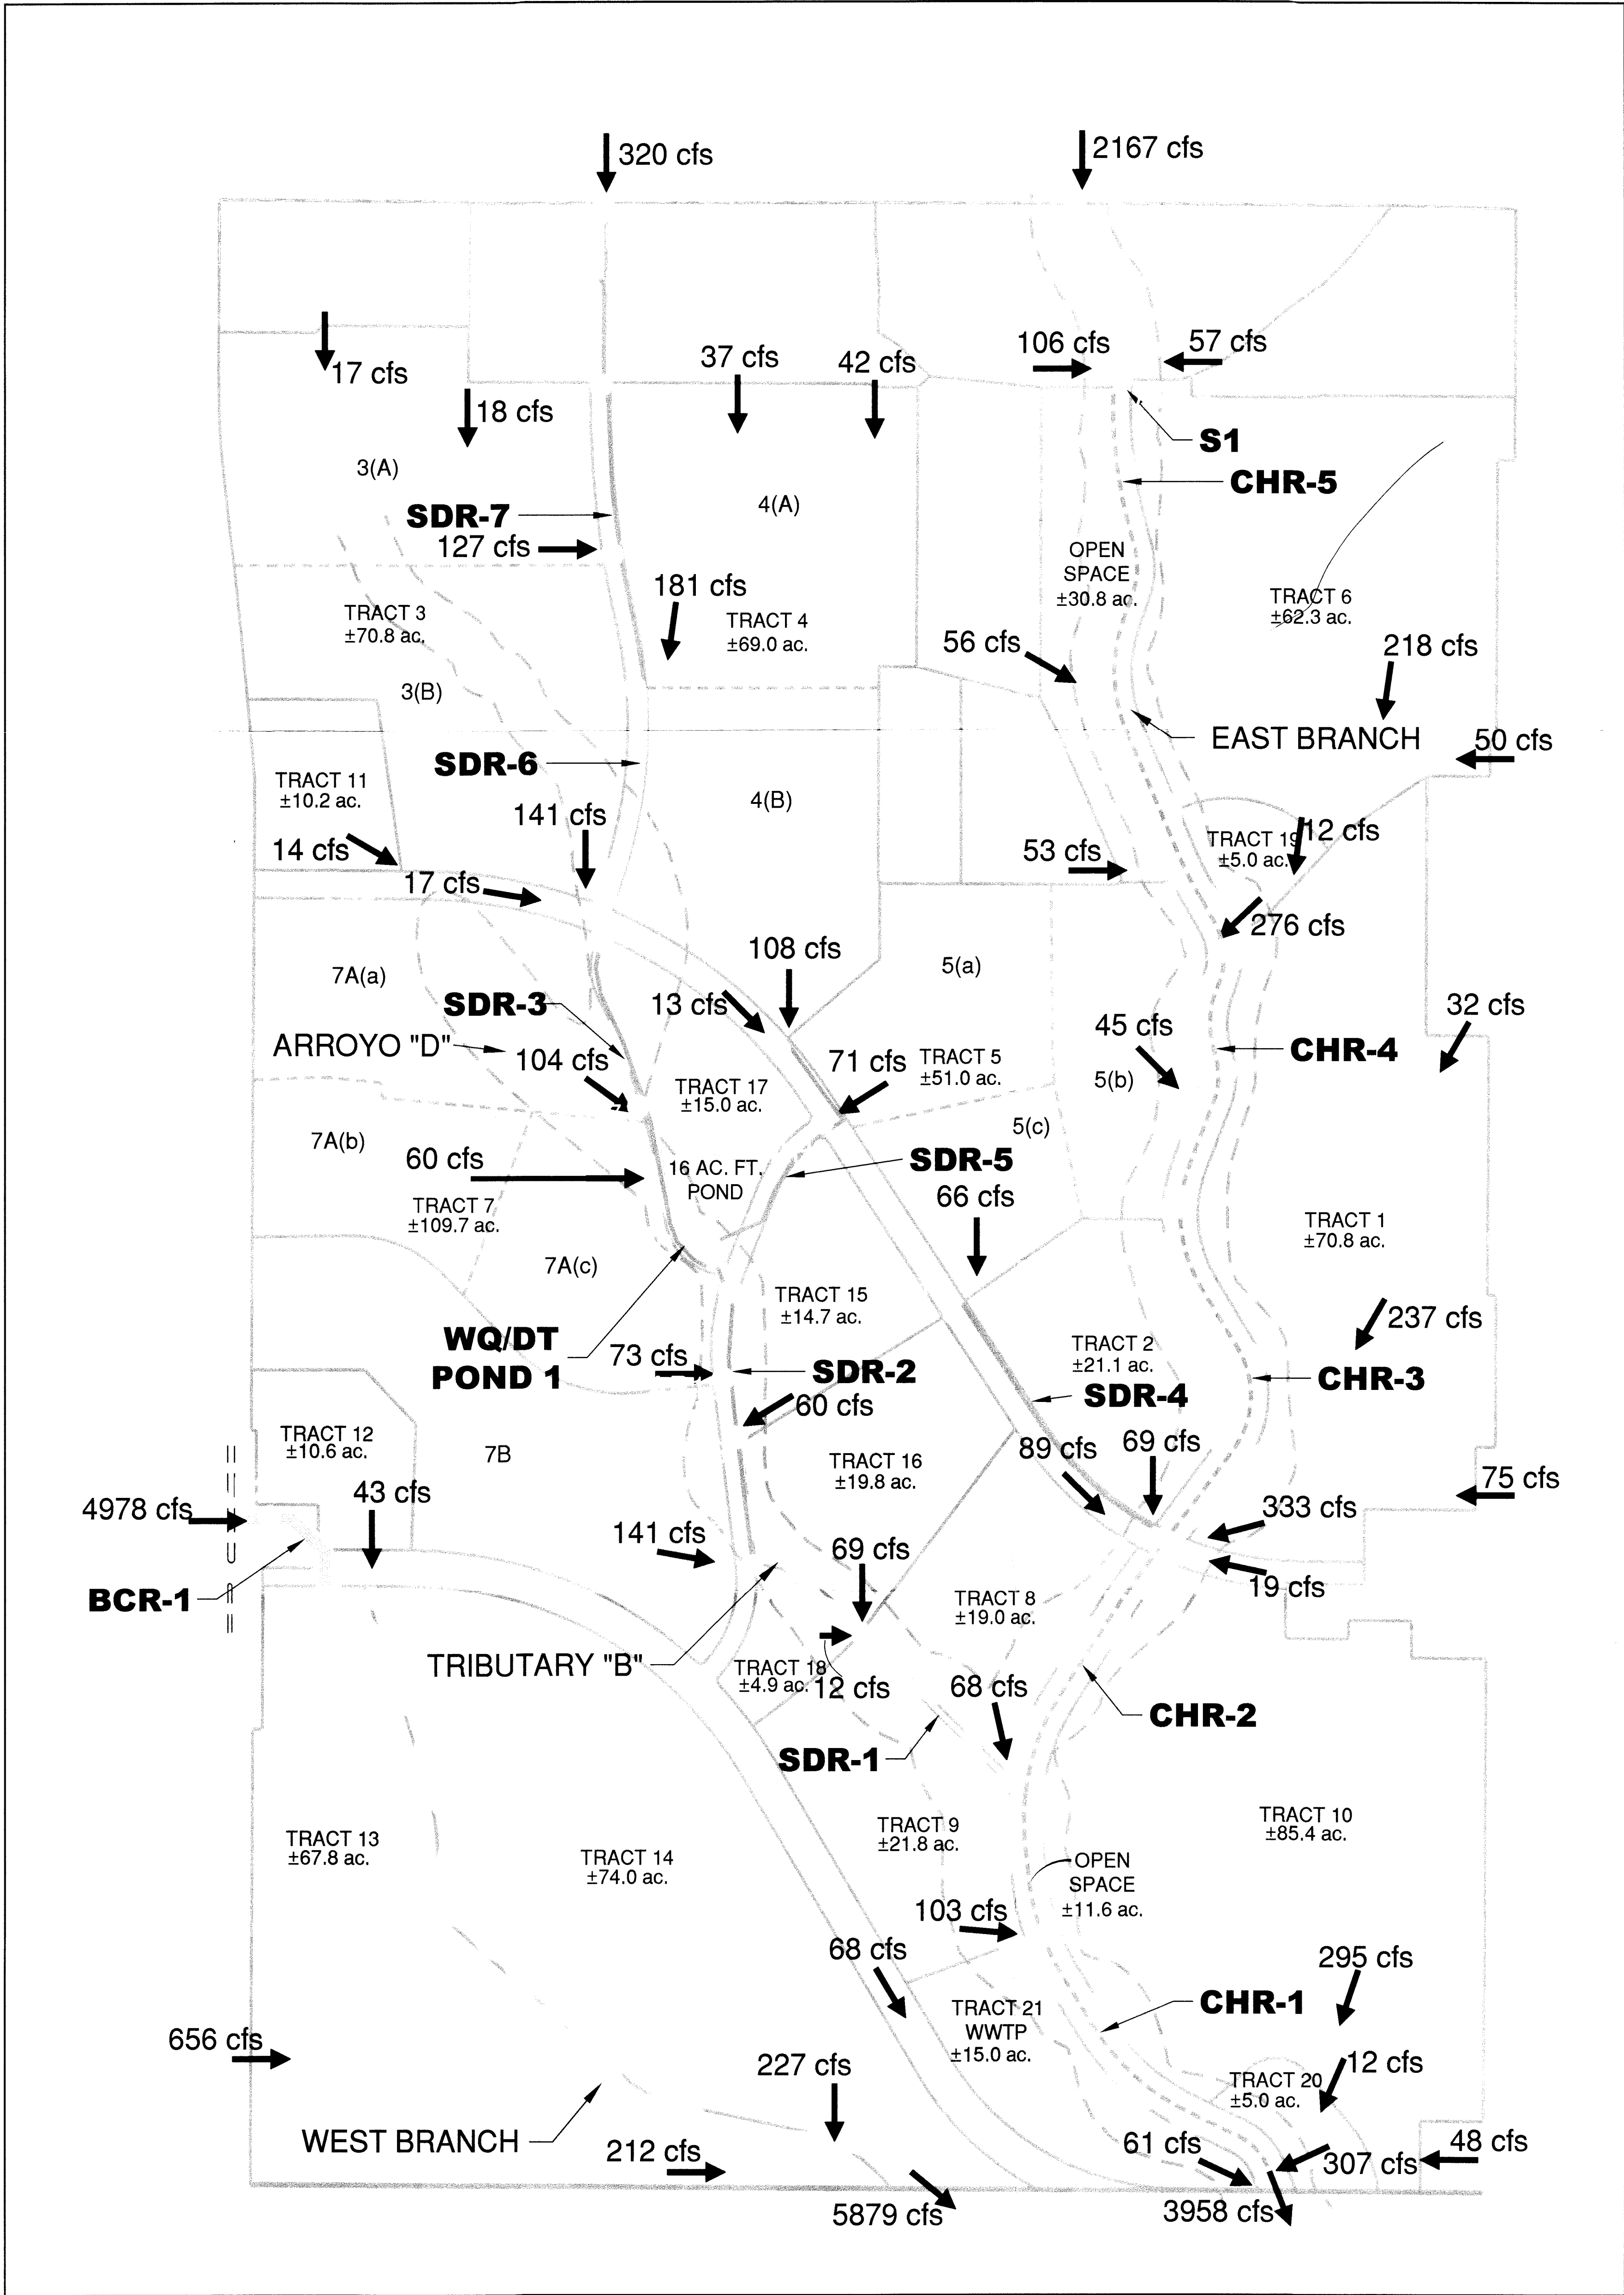 320 cfs
2167 cfs
17 cfs
18 cfs
37 cfs
42 cfs
106 cfs
57 cfs
S1
CHR-5
3(A)
SDR-7
127 cfs
4(A)
OPEN
SPACE
±30.8 ac.
TRACT 6
±62.3 ac.
TRACT 3
±70.8 ac.
181 cfs
TRACT 4
±69.0 ac.
56 cfs
218 cfs
3(B)
EAST BRANCH
50 cfs
SDR-6
TRACT 11
±10.2 ac.
141 cfs
4(B)
14 cfs
17 cfs
53 cfs
TRACT 19
±5.0 ac.
12 cfs
276 cfs
7A(a)
108 cfs
5(a)
SDR-3
13 cfs
ARROYO "D"
104 cfs
71 cfs
TRACT 5
±51.0 ac.
45 cfs
5(b)
CHR-4
32 cfs
TRACT 17
±15.0 ac.
7A(b)
5(c)
60 cfs
16 AC. FT.
POND
SDR-5
66 cfs
TRACT 7
±109.7 ac.
TRACT 1
±70.8 ac.
7A(c)
TRACT 15
±14.7 ac.
237 cfs
WQ/DT
POND 1
73 cfs
SDR-2
60 cfs
TRACT 2
±21.1 ac.
SDR-4
CHR-3
TRACT 12
±10.6 ac.
7B
TRACT 16
±19.8 ac.
89 cfs
69 cfs
75 cfs
4978 cfs
43 cfs
333 cfs
141 cfs
69 cfs
19 cfs
BCR-1
TRACT 8
±19.0 ac.
TRIBUTARY "B"
TRACT 18
±4.9 ac.
12 cfs
68 cfs
CHR-2
SDR-1
TRACT 13
±67.8 ac.
TRACT 14
±74.0 ac.
TRACT 9
±21.8 ac.
TRACT 10
±85.4 ac.
OPEN
SPACE
±11.6 ac.
103 cfs
68 cfs
295 cfs
TRACT 21
WWTP
±15.0 ac.
CHR-1
656 cfs
227 cfs
12 cfs
TRACT 20
±5.0 ac.
WEST BRANCH
212 cfs
61 cfs
307 cfs
48 cfs
5879 cfs
3958 cfs